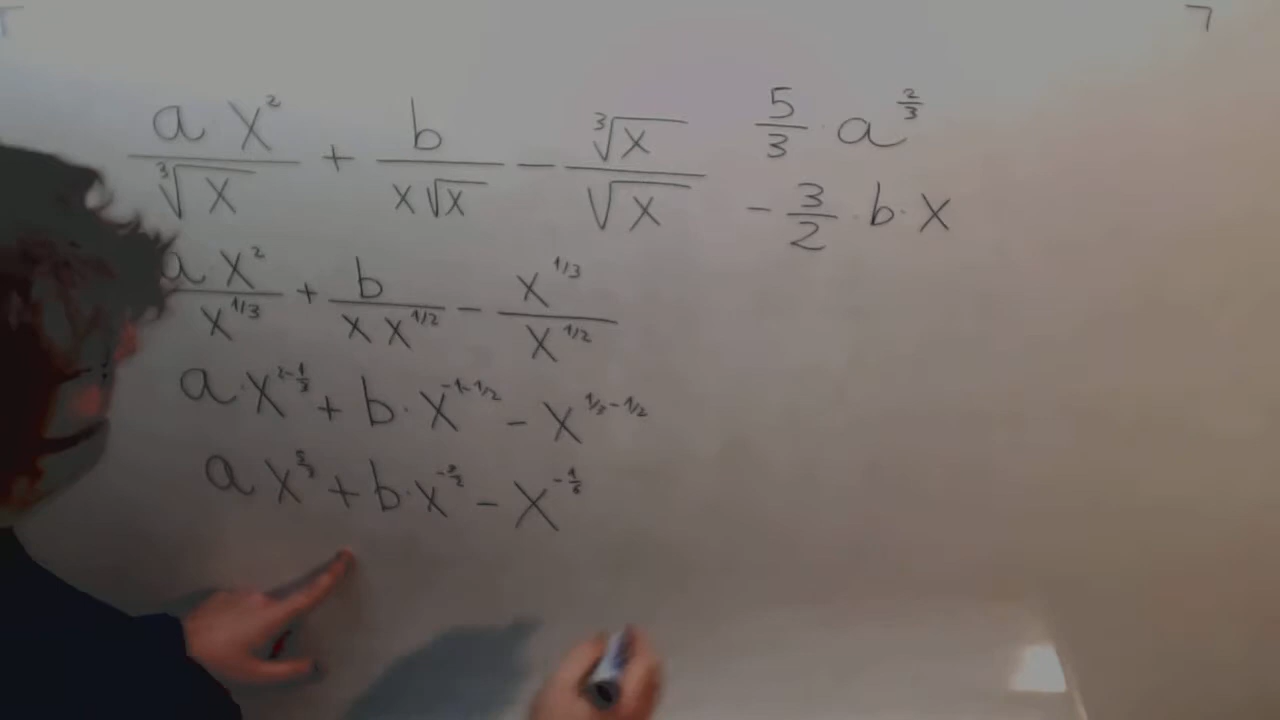 a x² / ∛x + b / x√x − ∛x / √x
a x² / x^1/3 + b / x x^1/2 − x^1/3 / x^1/2
a·x^2-1/3 + b·x^-1-1/2 − x^1/3-1/2
a x^5/3 + b·x^-3/2 − x^-1/6
5/3 · a^2/3
- 3/2 · b · x